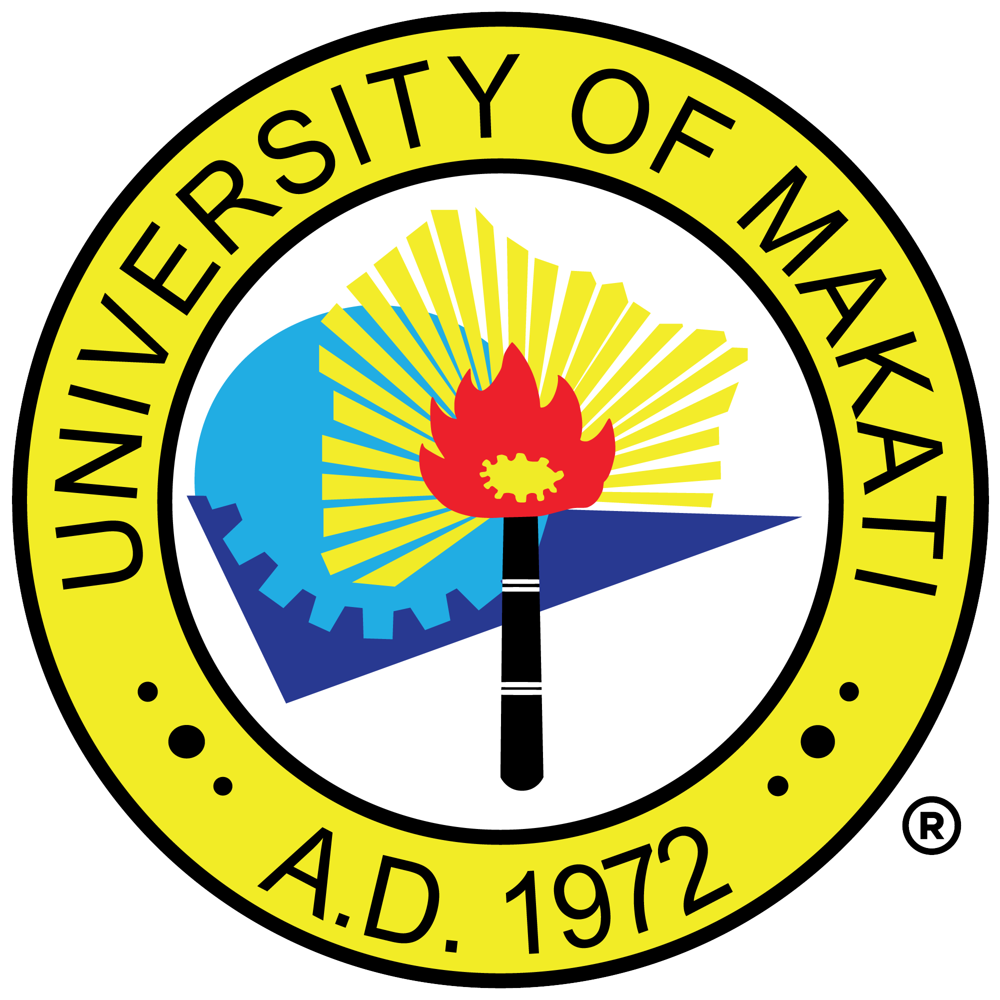 UNIVERSITY OF MAKATI
A.D. 1972
®